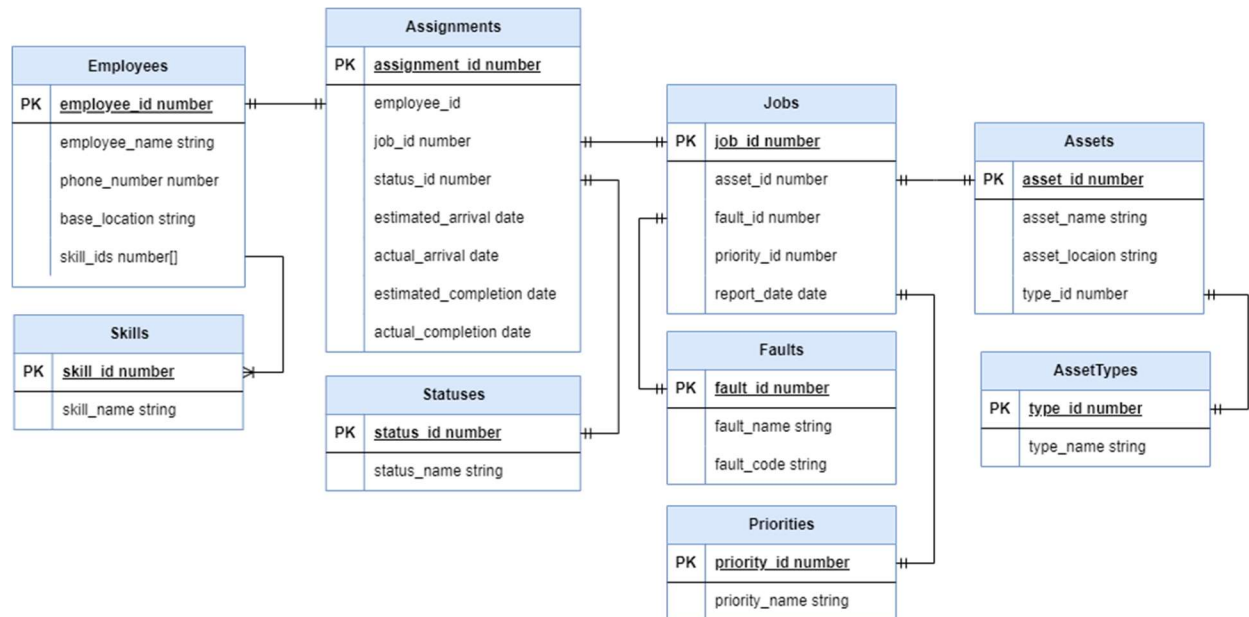 Employees
PK employee_id number
employee_name string
phone_number number
base_location string
skill_ids number[]
Skills
PK skill_id number
skill_name string
Assignments
PK assignment_id number
employee_id
job_id number
status_id number
estimated_arrival date
actual_arrival date
estimated_completion date
actual_completion date
Statuses
PK status_id number
status_name string
Jobs
PK job_id number
asset_id number
fault_id number
priority_id number
report_date date
Faults
PK fault_id number
fault_name string
fault_code string
Priorities
PK priority_id number
priority_name string
Assets
PK asset_id number
asset_name string
asset_locaion string
type_id number
AssetTypes
PK type_id number
type_name string